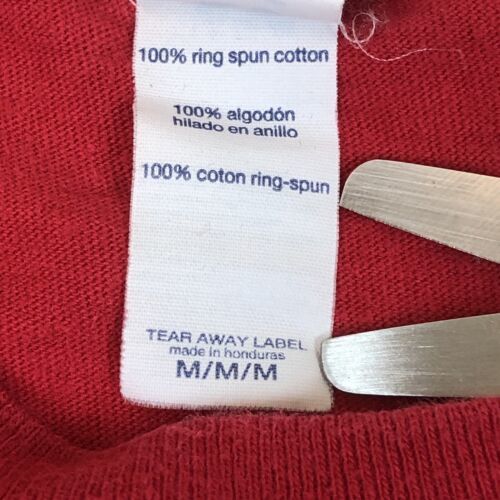 100% ring spun cotton
100% algodón
hilado en anillo
100% coton ring-spun
TEAR AWAY LABEL
made in honduras
M/M/M